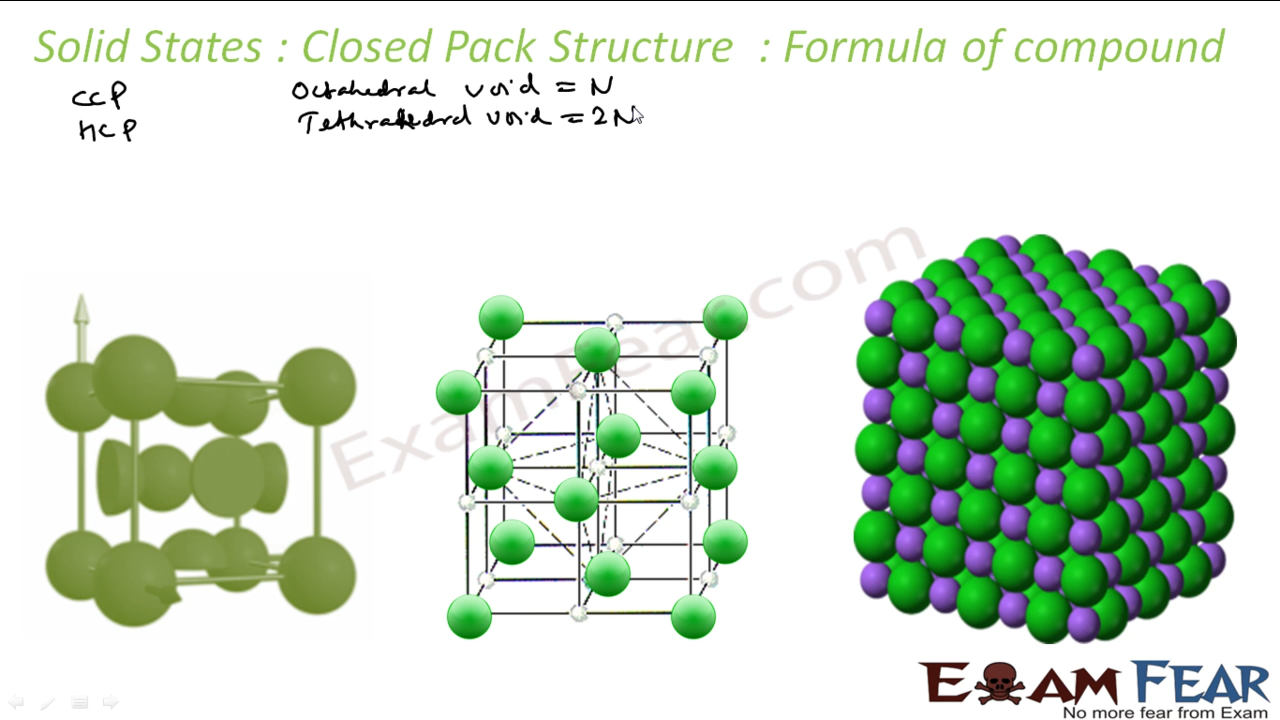 Solid States : Closed Pack Structure : Formula of compound
CCP
Octahedral void = N
HCP
Tethrahedral void = 2N
ExamFear.com
EXAM FEAR
No more fear from Exam